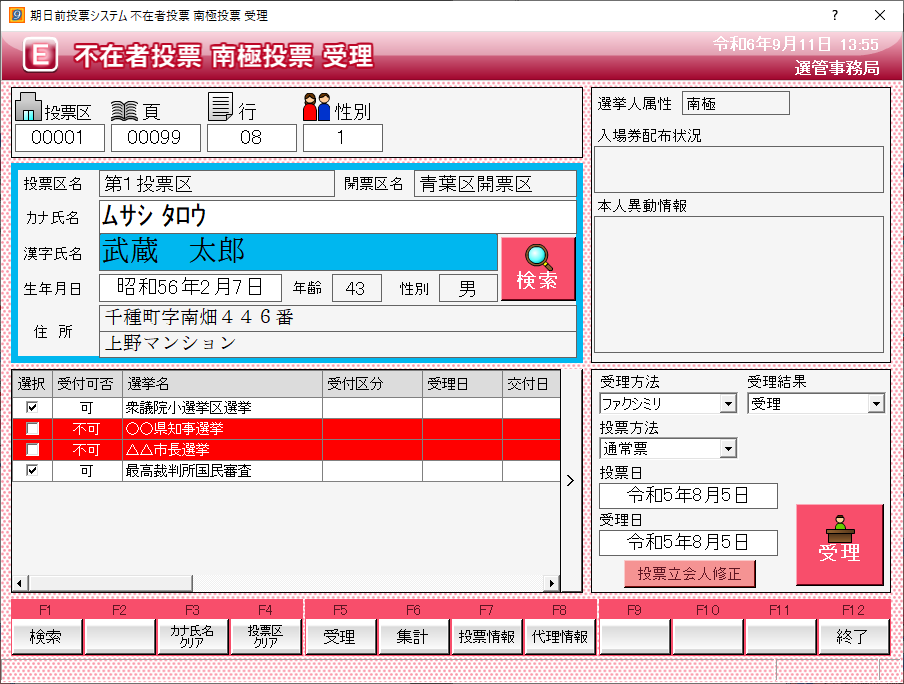 期日前投票システム 不在者投票 南極投票 受理
?
E 不在者投票 南極投票 受理
令和6年9月11日 13:55
選管事務局
投票区 頁 行 性別
00001 00099 08 1
投票区名 第1投票区 開票区名 青葉区開票区
カナ氏名 ムサシ タロウ
漢字氏名 武蔵 太郎
検索
生年月日 昭和56年2月7日 年齢 43 性別 男
住 所 千種町字南畑446番
上野マンション
選挙人属性 南極
入場券配布状況
本人異動情報
選択 受付可否 選挙名 受付区分 受理日 交付日
可 衆議院小選挙区選挙
不可 〇〇県知事選挙
不可 △△市長選挙
可 最高裁判所国民審査
受理方法 受理結果
ファクシミリ 受理
投票方法
通常票
投票日
令和5年8月5日
受理日
令和5年8月5日
投票立会人修正
受理
F1 F2 F3 F4 F5 F6 F7 F8 F9 F10 F11 F12
検索 カナ氏名クリア 投票区クリア 受理 集計 投票情報 代理情報 終了